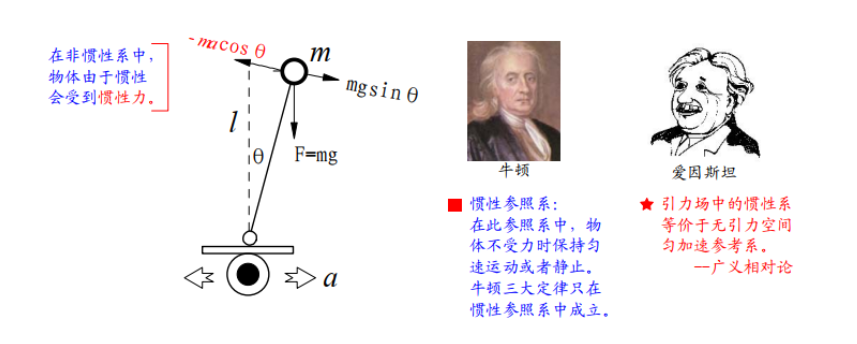 在非惯性系中，
物体由于惯性
会受到惯性力。
-macosθ
m
mgsinθ
l
θ
F=mg
a
牛顿
惯性参照系：
在此参照系中，物
体不受力时保持匀
速运动或者静止。
牛顿三大定律只在
惯性参照系中成立。
爱因斯坦
引力场中的惯性系
等价于无引力空间
匀加速参考系。
--广义相对论